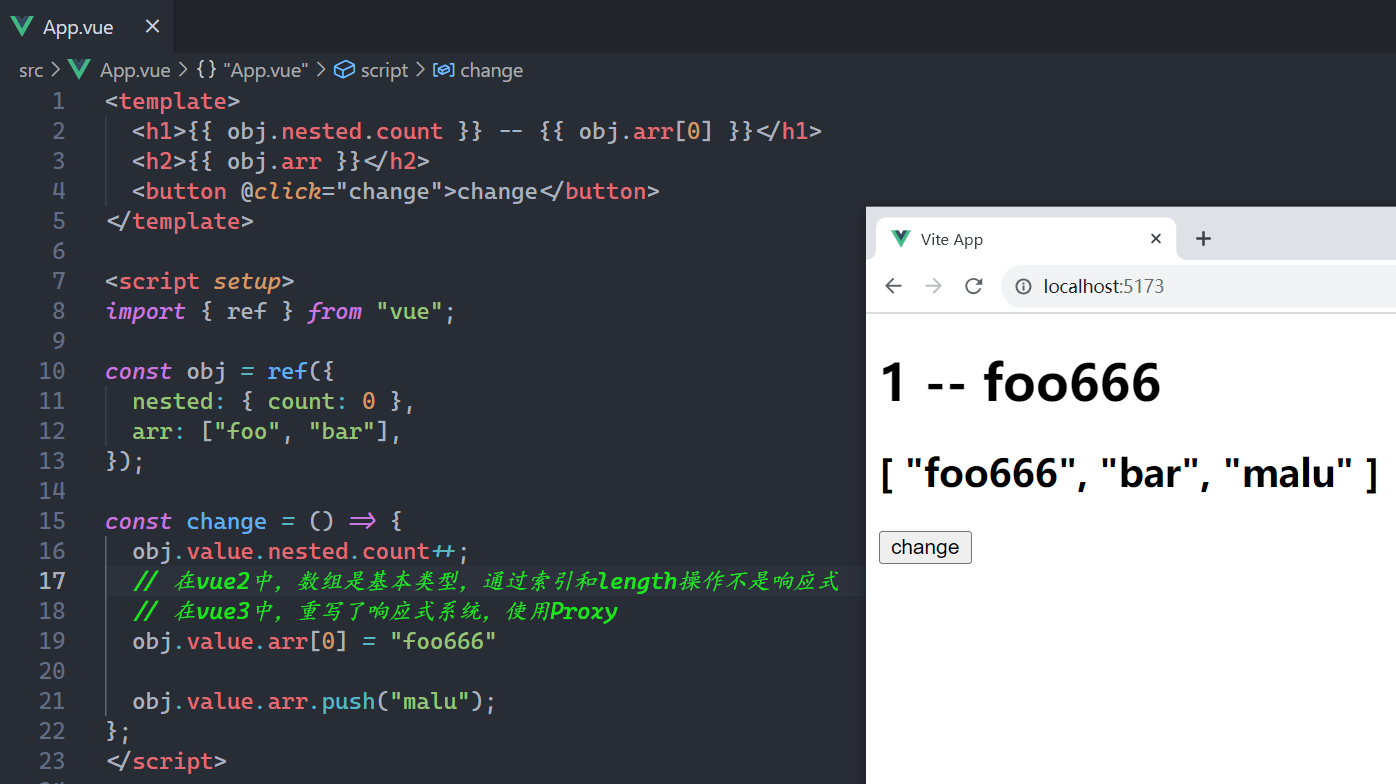 App.vue
src > App.vue > {} "App.vue" > script > change
1 <template>
2   <h1>{{ obj.nested.count }} -- {{ obj.arr[0] }}</h1>
3   <h2>{{ obj.arr }}</h2>
4   <button @click="change">change</button>
5 </template>
6
7 <script setup>
8 import { ref } from "vue";
9
10 const obj = ref({
11   nested: { count: 0 },
12   arr: ["foo", "bar"],
13 });
14
15 const change = () => {
16   obj.value.nested.count++;
17   // 在vue2中，数组是基本类型，通过索引和length操作不是响应式
18   // 在vue3中，重写了响应式系统，使用Proxy
19   obj.value.arr[0] = "foo666"
20
21   obj.value.arr.push("malu");
22 };
23 </script>
Vite App
localhost:5173
1 -- foo666
[ "foo666", "bar", "malu" ]
change